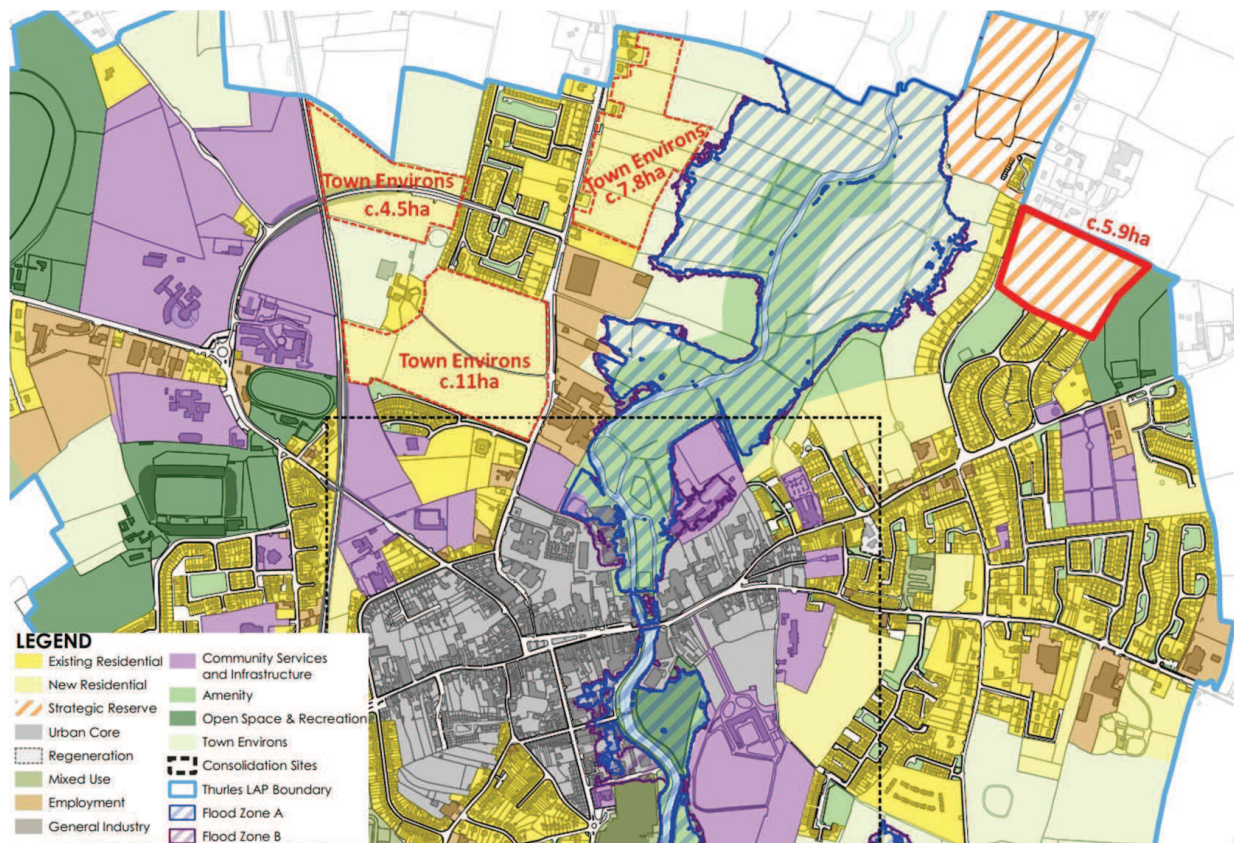 Town Environs
c.4.5ha
Town Environs
c.7.8ha
c.5.9ha
Town Environs
c.11ha
LEGEND
Existing Residential
New Residential
Strategic Reserve
Urban Core
Regeneration
Mixed Use
Employment
General Industry
Community Services
and Infrastructure
Amenity
Open Space & Recreation
Town Environs
Consolidation Sites
Thurles LAP Boundary
Flood Zone A
Flood Zone B